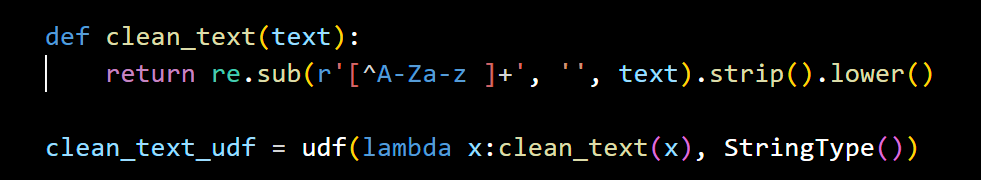 def clean_text(text):
    return re.sub(r'[^A-Za-z ]+', '', text).strip().lower()
clean_text_udf = udf(lambda x:clean_text(x), StringType())